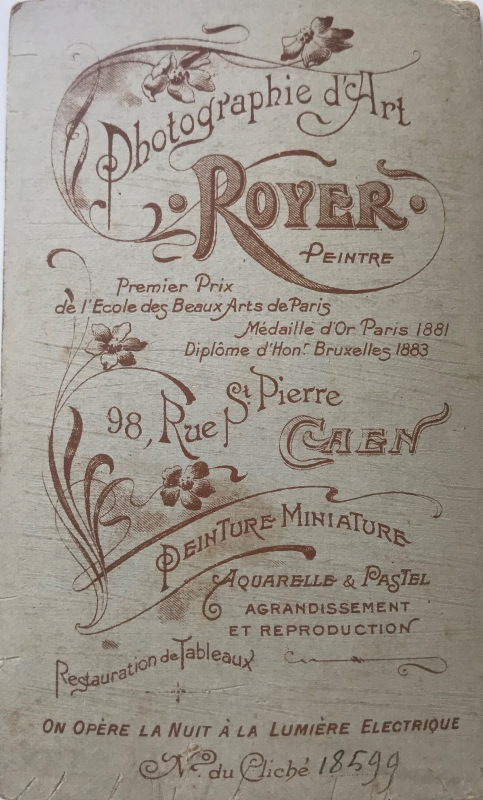 Photographie d'Art
ROYER
PEINTRE
Premier Prix
de l'Ecole des Beaux Arts de Paris
Médaille d'Or Paris 1881
Diplôme d'Honr. Bruxelles 1883
98, Rue St. Pierre
CAEN
PEINTURE MINIATURE
AQUARELLE & PASTEL
AGRANDISSEMENT
ET REPRODUCTION
Restauration de Tableaux
ON OPÈRE LA NUIT À LA LUMIÈRE ELECTRIQUE
No. du Cliché 18599